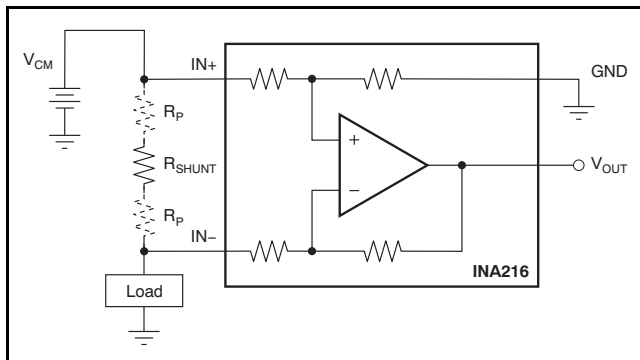 V_CM
IN+
GND
R_P
+
R_SHUNT
V_OUT
−
R_P
IN−
INA216
Load